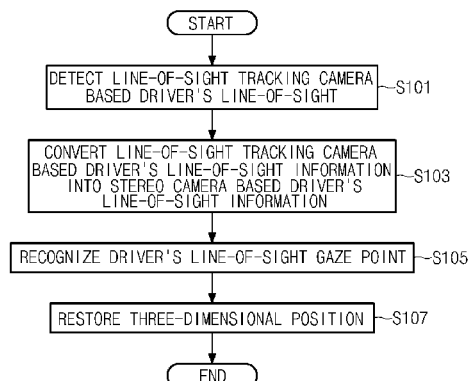 START
DETECT LINE-OF-SIGHT TRACKING CAMERA
BASED DRIVER'S LINE-OF-SIGHT
S101
CONVERT LINE-OF-SIGHT TRACKING CAMERA
BASED DRIVER'S LINE-OF-SIGHT INFORMATION
INTO STEREO CAMERA BASED DRIVER'S
LINE-OF-SIGHT INFORMATION
S103
RECOGNIZE DRIVER'S LINE-OF-SIGHT GAZE POINT
S105
RESTORE THREE-DIMENSIONAL POSITION
S107
END